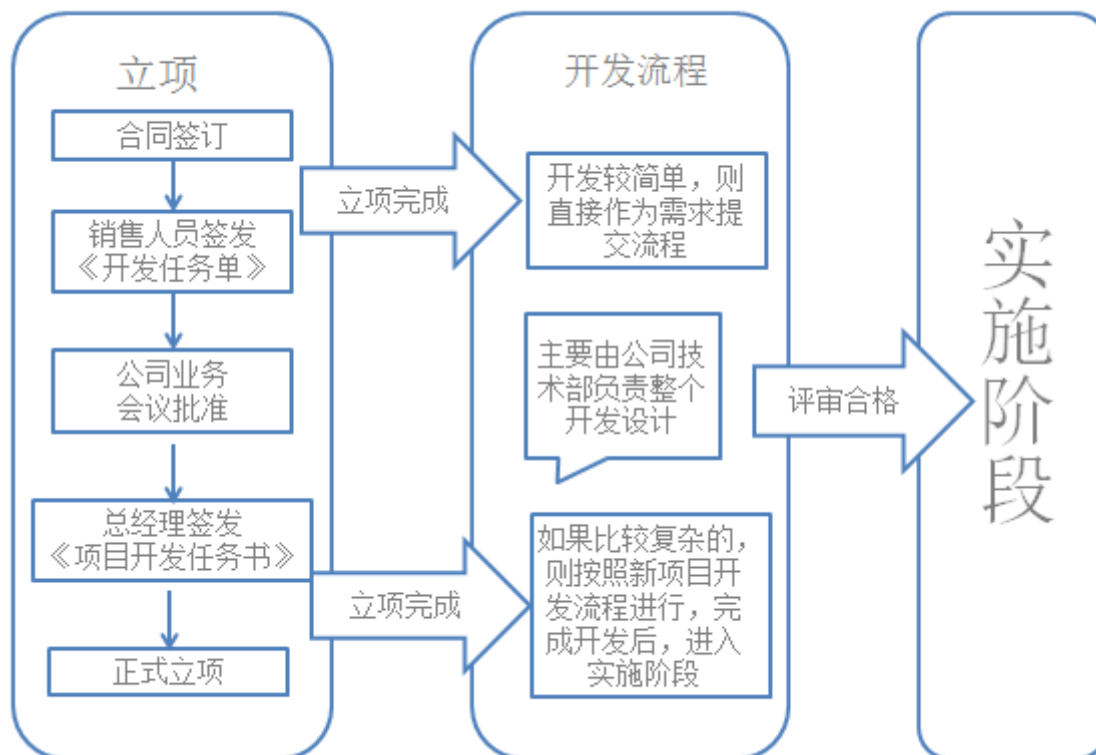 立项
合同签订
销售人员签发
《开发任务单》
公司业务
会议批准
总经理签发
《项目开发任务书》
正式立项
立项完成
立项完成
开发流程
开发较简单，则
直接作为需求提
交流程
主要由公司技
术部负责整个
开发设计
如果比较复杂的，
则按照新项目开
发流程进行，完
成开发后，进入
实施阶段
评审合格
实
施
阶
段